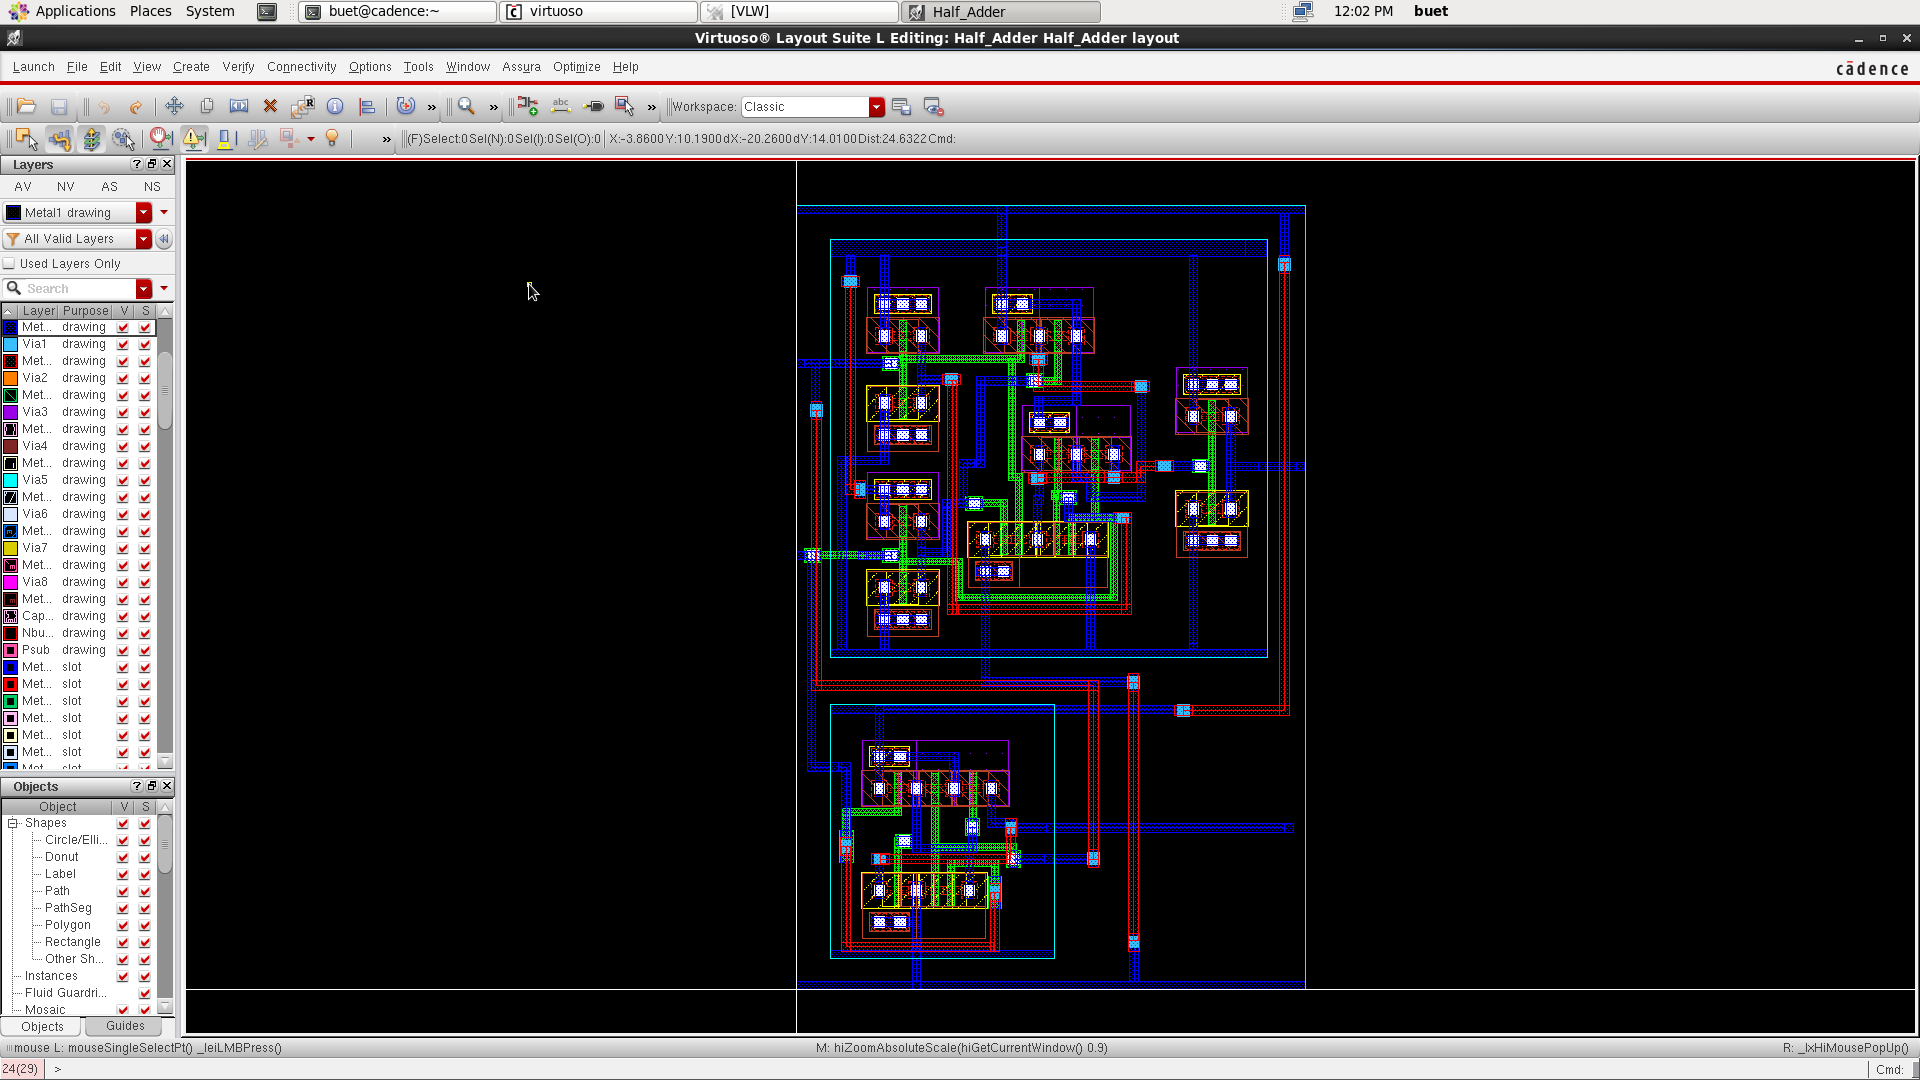 Applications Places System buet@cadence:~ virtuoso [VLW] Half_Adder 12:02 PM buet
Virtuoso® Layout Suite L Editing: Half_Adder Half_Adder layout
Launch File Edit View Create Verify Connectivity Options Tools Window Assura Optimize Help cādence
» » abc » Workspace: Classic
» (F)Select:0 Sel(N):0 Sel(I):0 Sel(O):0 X:-3.8600 Y:10.1900 dX:-20.2600 dY:14.0100 Dist:24.6322 Cmd:
Layers
AV NV AS NS
Metal1 drawing
All Valid Layers
Used Layers Only
Search
Layer Purpose V S
Met... drawing
Via1 drawing
Met... drawing
Via2 drawing
Met... drawing
Via3 drawing
Met... drawing
Via4 drawing
Met... drawing
Via5 drawing
Met... drawing
Via6 drawing
Met... drawing
Via7 drawing
Met... drawing
Via8 drawing
Met... drawing
Cap... drawing
Nbu... drawing
Psub drawing
Met... slot
Met... slot
Met... slot
Met... slot
Met... slot
Met... slot
Met... slot
Objects
Object V S
Shapes
Circle/Elli...
Donut
Label
Path
PathSeg
Polygon
Rectangle
Other Sh...
Instances
Fluid Guardri...
Mosaic
Objects Guides
mouse L: mouseSingleSelectPt() _leiLMBPress() M: hiZoomAbsoluteScale(hiGetCurrentWindow() 0.9) R: _lxHiMousePopUp()
24(29) > Cmd: